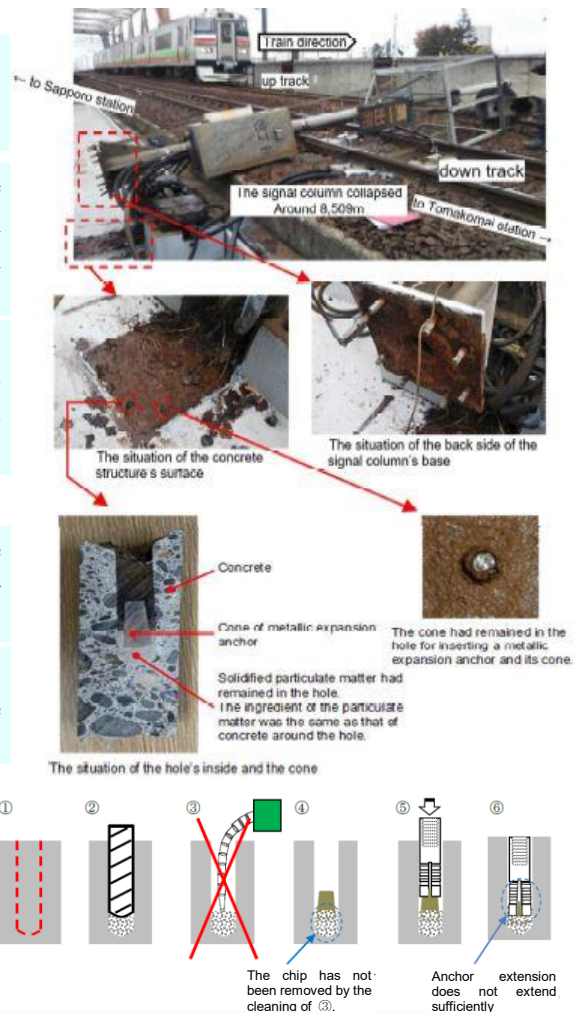 Train direction
up track
← to Sapporo station
down track
The signal column collapsed
Around 8,509m
to Tomakomai station →
The situation of the concrete
structure's surface
The situation of the back side of the
signal column's base
Concrete
Cone of metallic expansion
anchor
Solidified particulate matter had
remained in the hole.
The ingredient of the particulate
matter was the same as that of
concrete around the hole.
The cone had remained in the
hole for inserting a metallic
expansion anchor and its cone.
The situation of the hole's inside and the cone
① ② ③ ④ ⑤ ⑥
The chip has not
been removed by the
cleaning of ③.
Anchor extension
does not extend
sufficiently